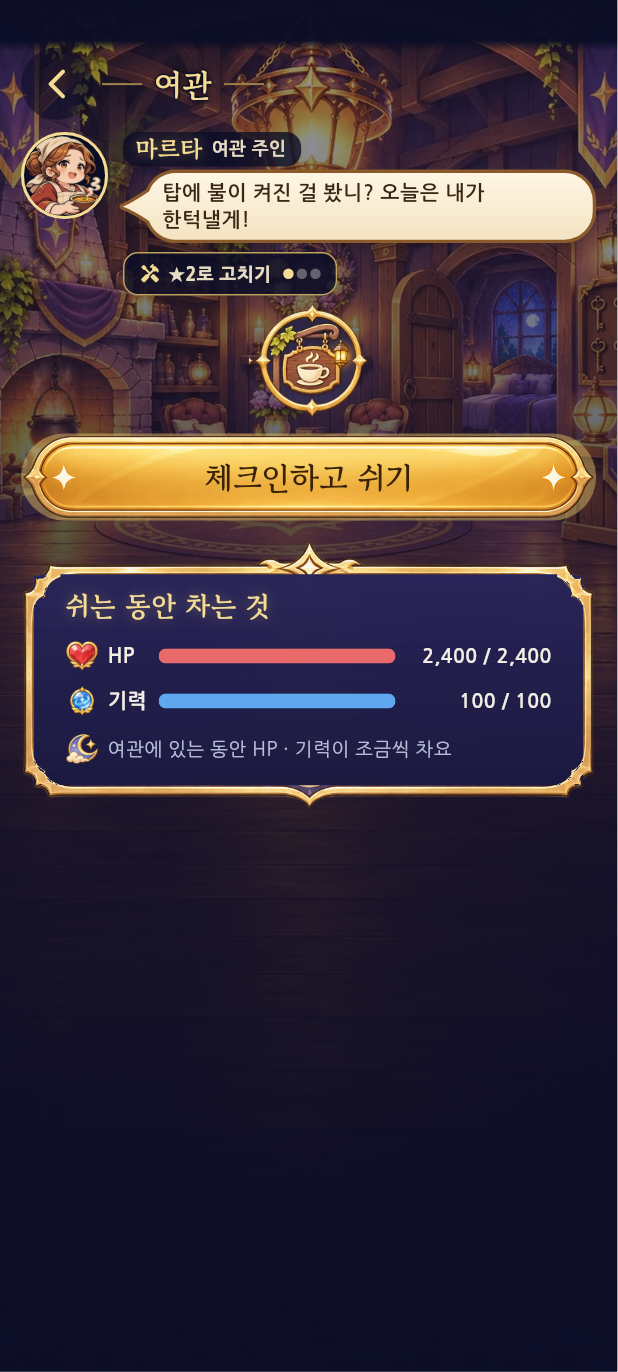 여관
마르타 여관 주인
탑에 불이 켜진 걸 봤니? 오늘은 내가
한턱낼게!
★2로 고치기
체크인하고 쉬기
쉬는 동안 차는 것
HP 2,400 / 2,400
기력 100 / 100
여관에 있는 동안 HP · 기력이 조금씩 차요